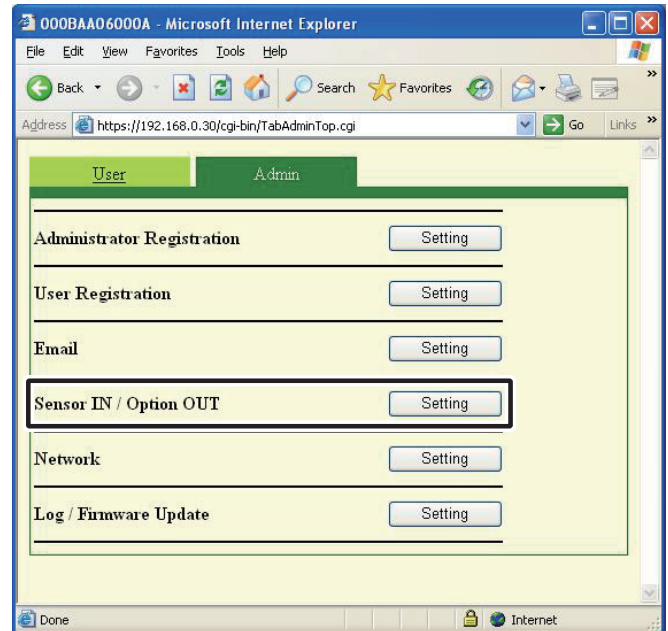 000BAA06000A - Microsoft Internet Explorer
File Edit View Favorites Tools Help
Back Search Favorites »
Address https://192.168.0.30/cgi-bin/TabAdminTop.cgi Go Links »
User Admin
Administrator Registration Setting
User Registration Setting
Email Setting
Sensor IN / Option OUT Setting
Network Setting
Log / Firmware Update Setting
Done Internet